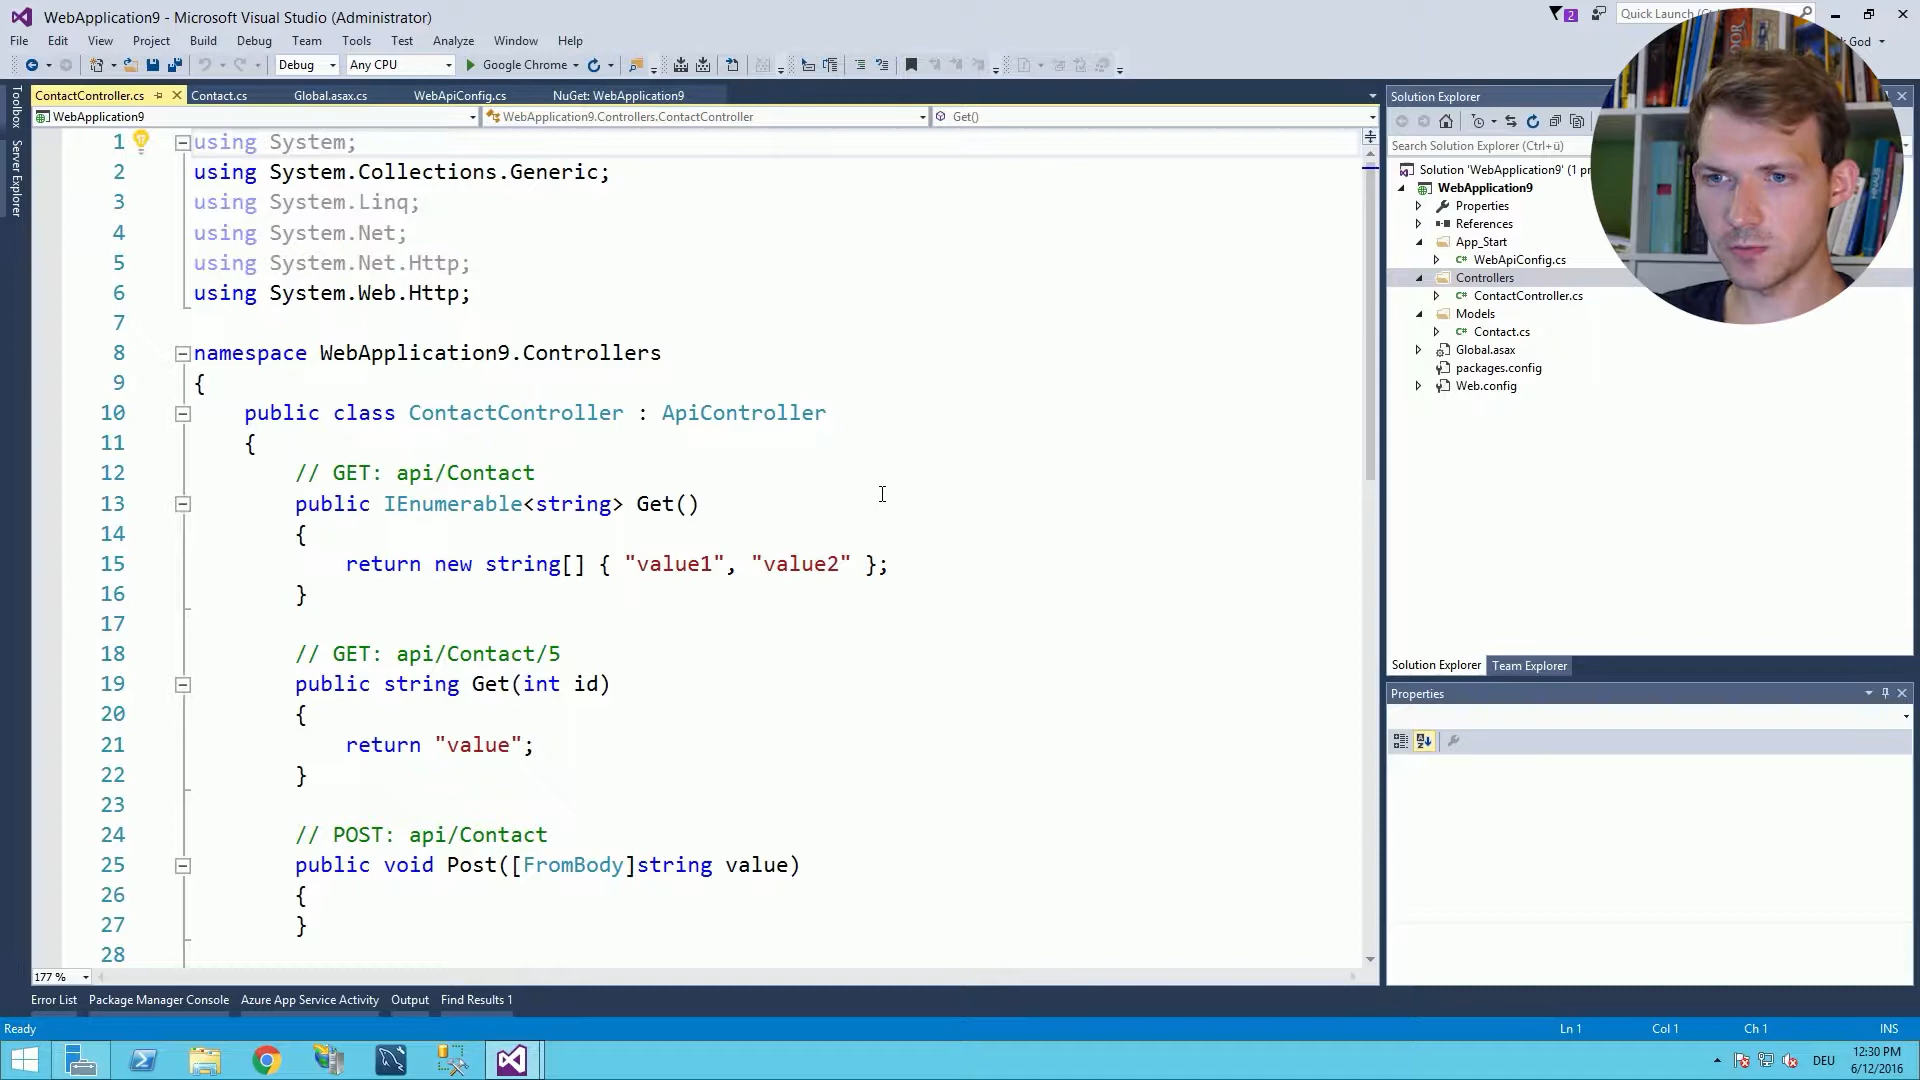 WebApplication9 - Microsoft Visual Studio (Administrator)
2
Quick Launch (Ct
File Edit View Project Build Debug Team Tools Test Analyze Window Help
God
Debug Any CPU Google Chrome
Toolbox
Server Explorer
ContactController.cs Contact.cs Global.asax.cs WebApiConfig.cs NuGet: WebApplication9
WebApplication9 WebApplication9.Controllers.ContactController Get()
1 using System;
2 using System.Collections.Generic;
3 using System.Linq;
4 using System.Net;
5 using System.Net.Http;
6 using System.Web.Http;
7
8 namespace WebApplication9.Controllers
9 {
10 public class ContactController : ApiController
11 {
12 // GET: api/Contact
13 public IEnumerable<string> Get()
14 {
15 return new string[] { "value1", "value2" };
16 }
17
18 // GET: api/Contact/5
19 public string Get(int id)
20 {
21 return "value";
22 }
23
24 // POST: api/Contact
25 public void Post([FromBody]string value)
26 {
27 }
28
177 %
Solution Explorer
Search Solution Explorer (Ctrl+ü)
Solution 'WebApplication9' (1 pr
WebApplication9
Properties
References
App_Start
C# WebApiConfig.cs
Controllers
C# ContactController.cs
Models
C# Contact.cs
Global.asax
packages.config
Web.config
Solution Explorer Team Explorer
Properties
Error List Package Manager Console Azure App Service Activity Output Find Results 1
Ready Ln 1 Col 1 Ch 1 INS
DEU
12:30 PM
6/12/2016